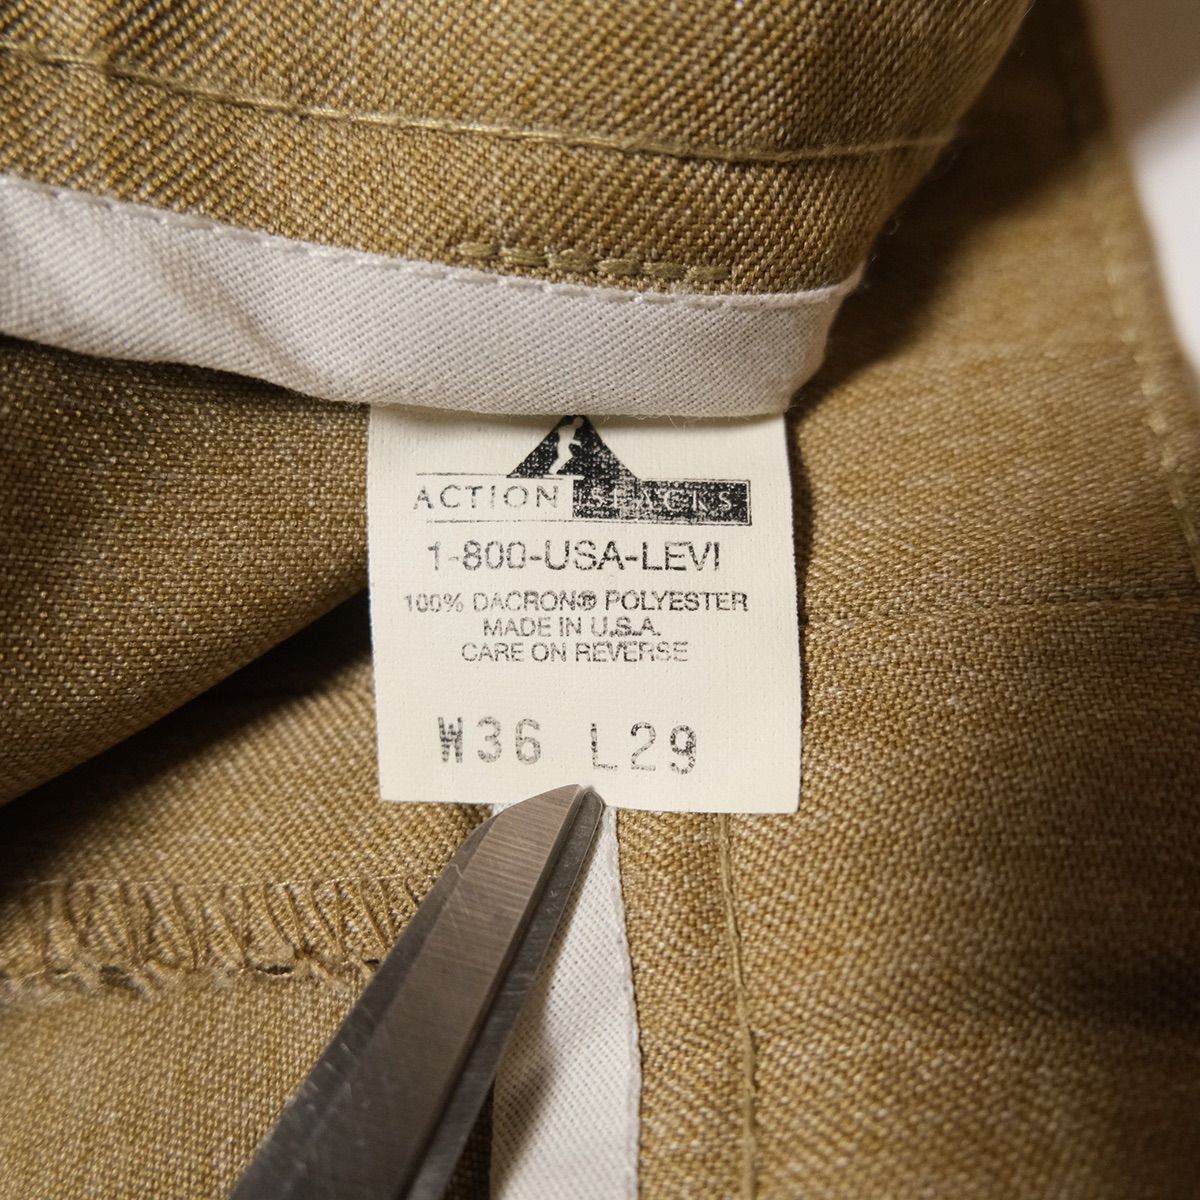 ACTION SLACKS
1-800-USA-LEVI
100% DACRON® POLYESTER
MADE IN U.S.A.
CARE ON REVERSE
W36 L29